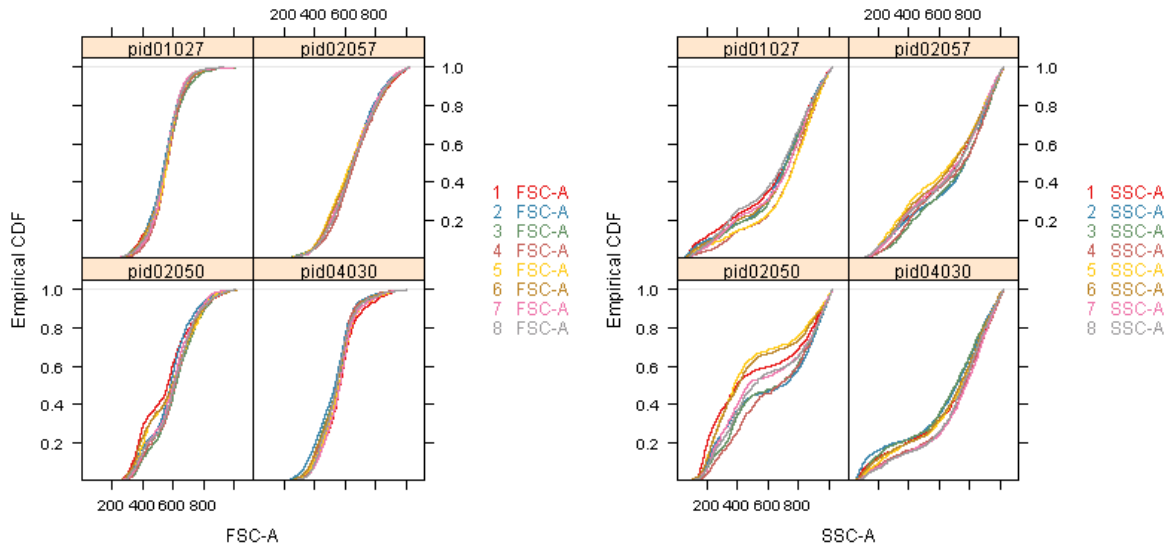 200 400 600 800
200 400 600 800
pid01027
pid02057
pid01027
pid02057
1.0
0.8
0.6
0.4
0.2
1.0
0.8
0.6
0.4
0.2
Empirical CDF
Empirical CDF
1 FSC-A
2 FSC-A
3 FSC-A
4 FSC-A
5 FSC-A
6 FSC-A
7 FSC-A
8 FSC-A
1 SSC-A
2 SSC-A
3 SSC-A
4 SSC-A
5 SSC-A
6 SSC-A
7 SSC-A
8 SSC-A
pid02050
pid04030
pid02050
pid04030
1.0
0.8
0.6
0.4
0.2
1.0
0.8
0.6
0.4
0.2
200 400 600 800
200 400 600 800
FSC-A
SSC-A